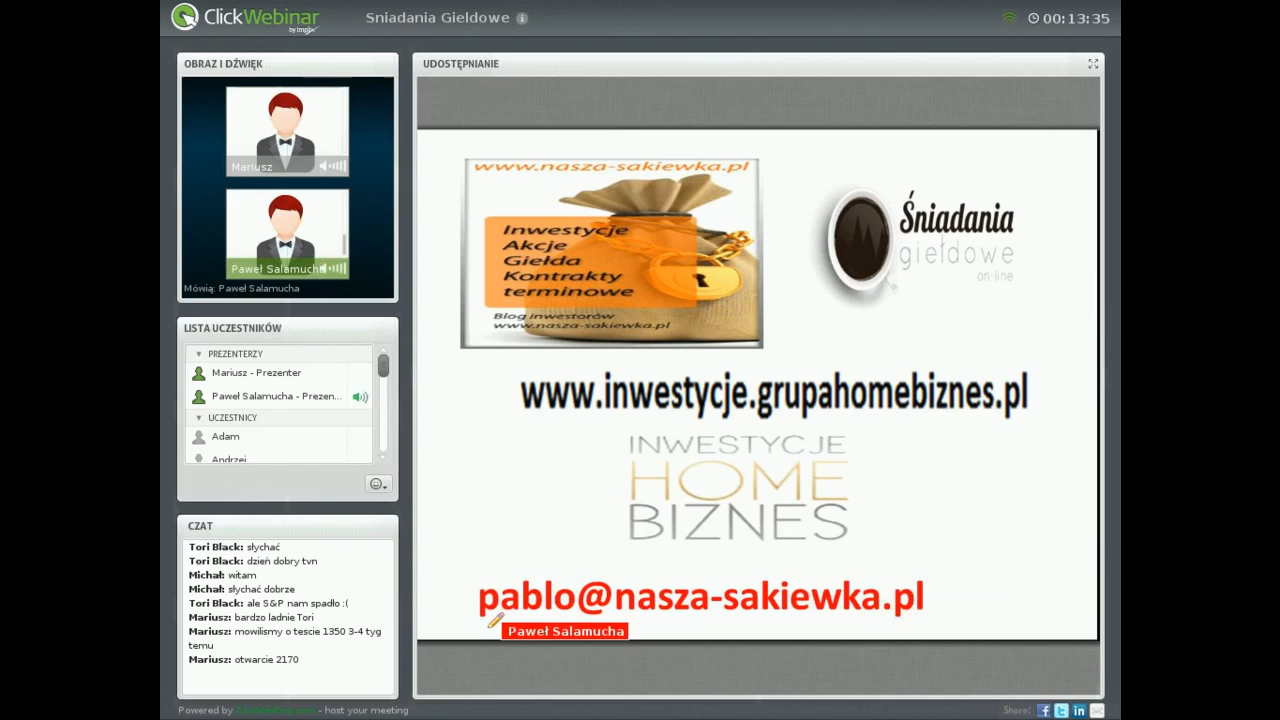 ClickWebinar
by Implix
Sniadania Gieldowe
00:13:35
OBRAZ I DŹWIĘK
Mariusz
Paweł Salamucha
Mówią: Paweł Salamucha
LISTA UCZESTNIKÓW
PREZENTERZY
Mariusz - Prezenter
Paweł Salamucha - Prezen...
UCZESTNICY
Adam
Andrzej
CZAT
Tori Black: słychać
Tori Black: dzień dobry tvn
Michał: witam
Michał: słychać dobrze
Tori Black: ale S&P nam spadło :(
Mariusz: bardzo ladnie Tori
Mariusz: mowilismy o tescie 1350 3-4 tyg
temu
Mariusz: otwarcie 2170
UDOSTĘPNIANIE
www.nasza-sakiewka.pl
Inwestycje
Akcje
Giełda
Kontrakty
terminowe
Blog inwestorów
www.nasza-sakiewka.pl
Śniadania
giełdowe
on-line
www.inwestycje.grupahomebiznes.pl
INWESTYCJE
HOME
BIZNES
pablo@nasza-sakiewka.pl
Paweł Salamucha
Powered by ClickMeeting.com - host your meeting
Share: